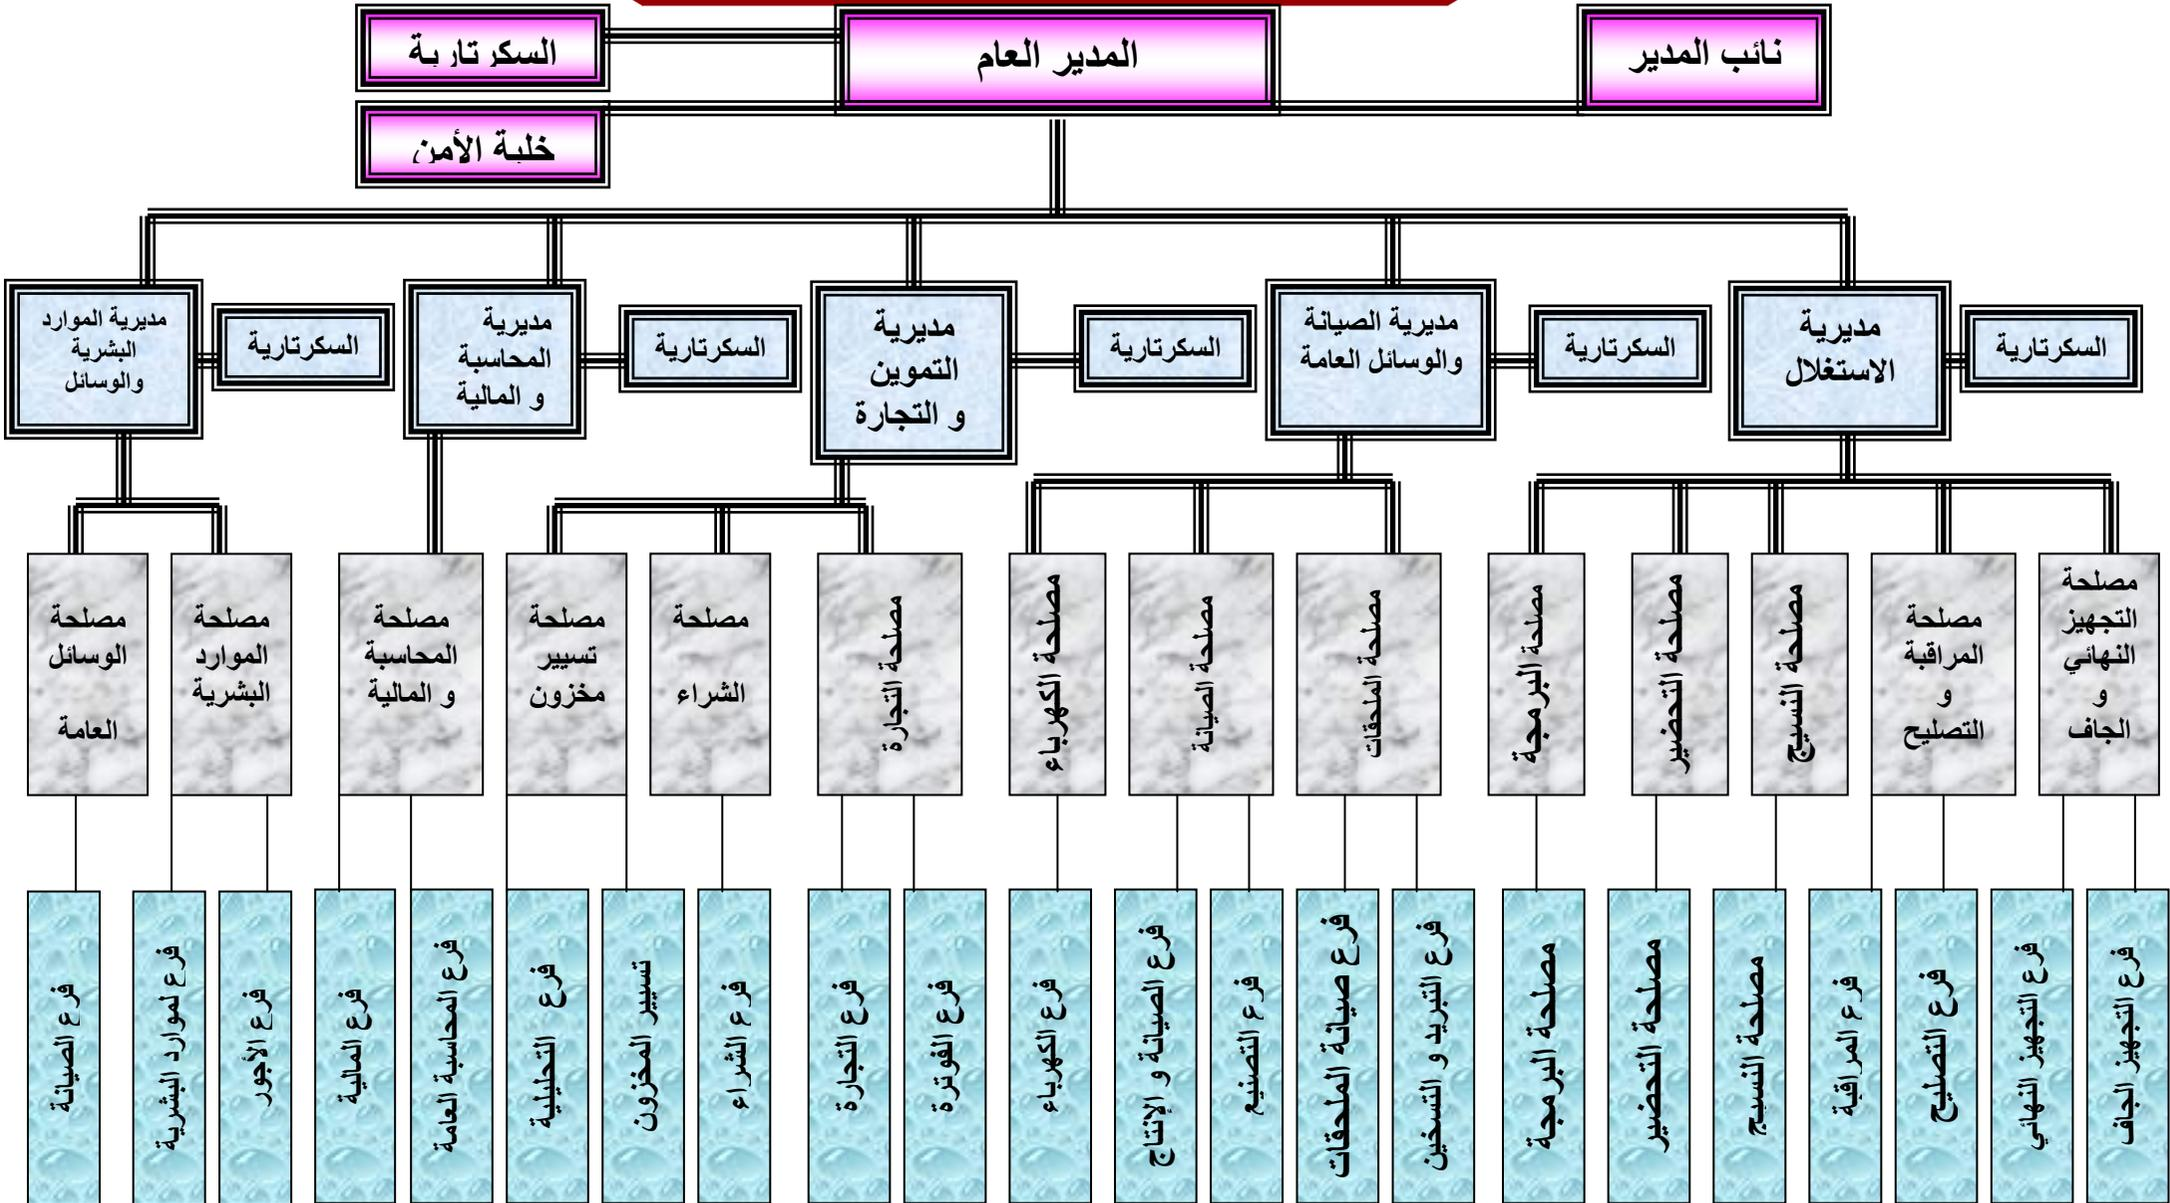 نائب المدير
المدير العام
السكرتارية
خلية الأمن
السكرتارية
مديرية
الاستغلال
السكرتارية
مديرية الصيانة
والوسائل العامة
السكرتارية
مديرية
التموين
و التجارة
السكرتارية
مديرية
المحاسبة
و المالية
السكرتارية
مديرية الموارد
البشرية
والوسائل
مصلحة
التجهيز
النهائي
و
الجاف
مصلحة
المراقبة
و
التصليح
مصلحة النسيج
مصلحة التحضير
مصلحة البرمجة
مصلحة الملحقات
مصلحة الصيانة
مصلحة الكهرباء
مصلحة التجارة
مصلحة
الشراء
مصلحة
تسيير
مخزون
مصلحة
المحاسبة
و المالية
مصلحة
الموارد
البشرية
مصلحة
الوسائل
العامة
فرع التجهيز الجاف
فرع التجهيز النهائي
فرع التصليح
فرع المراقبة
مصلحة النسيج
مصلحة التحضير
مصلحة البرمجة
فرع التبريد و التسخين
فرع صيانة الملحقات
فرع التصنيع
فرع الصيانة و الإنتاج
فرع الكهرباء
فرع الفوترة
فرع التجارة
فرع الشراء
تسيير المخزون
فرع التحليلية
فرع المحاسبة العامة
فرع المالية
فرع الأجور
فرع لموارد البشرية
فرع الصيانة